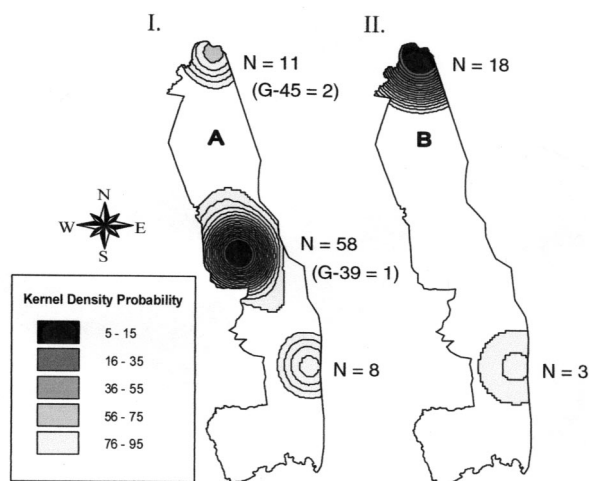 I.
II.
N = 11
(G-45 = 2)
N = 18
A
B
N
W E
S
N = 58
(G-39 = 1)
Kernel Density Probability
5 - 15
16 - 35
36 - 55
56 - 75
76 - 95
N = 8
N = 3